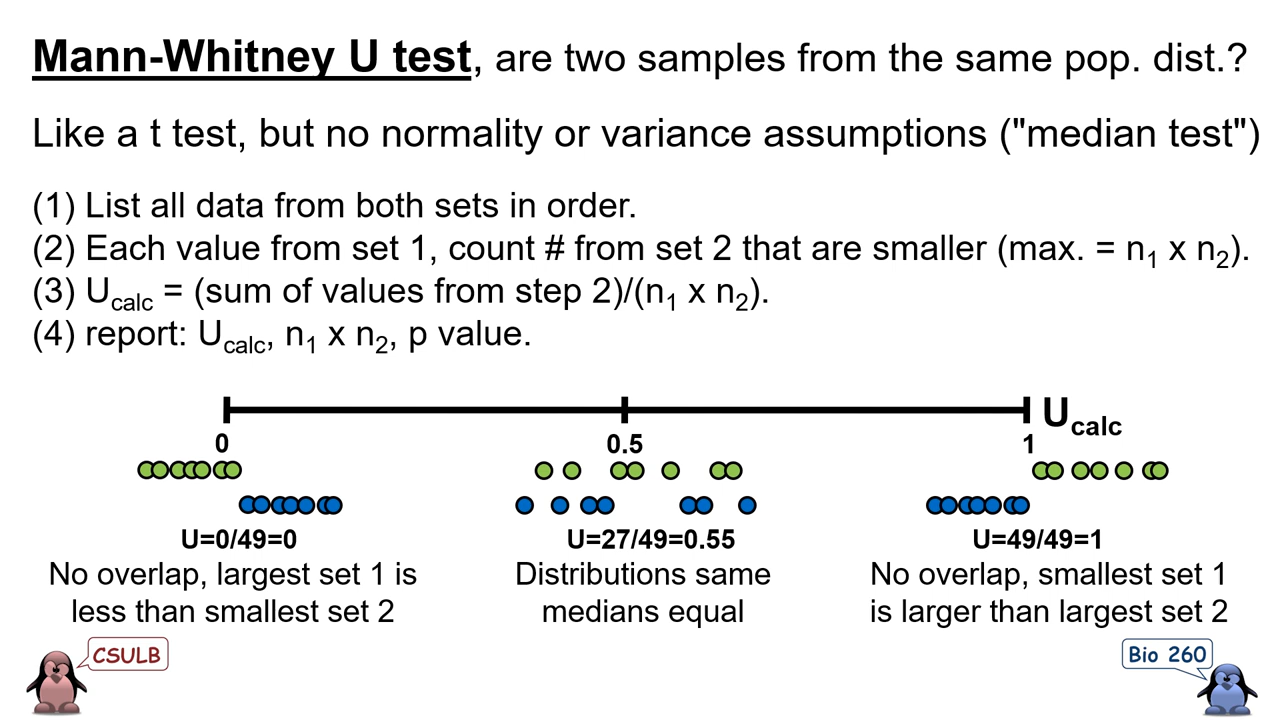 Mann-Whitney U test, are two samples from the same pop. dist.?
Like a t test, but no normality or variance assumptions ("median test")
(1) List all data from both sets in order.
(2) Each value from set 1, count # from set 2 that are smaller (max. = n1 x n2).
(3) Ucalc = (sum of values from step 2)/(n1 x n2).
(4) report: Ucalc, n1 x n2, p value.
Ucalc
0 0.5 1
U=0/49=0
No overlap, largest set 1 is
less than smallest set 2
U=27/49=0.55
Distributions same
medians equal
U=49/49=1
No overlap, smallest set 1
is larger than largest set 2
CSULB
Bio 260